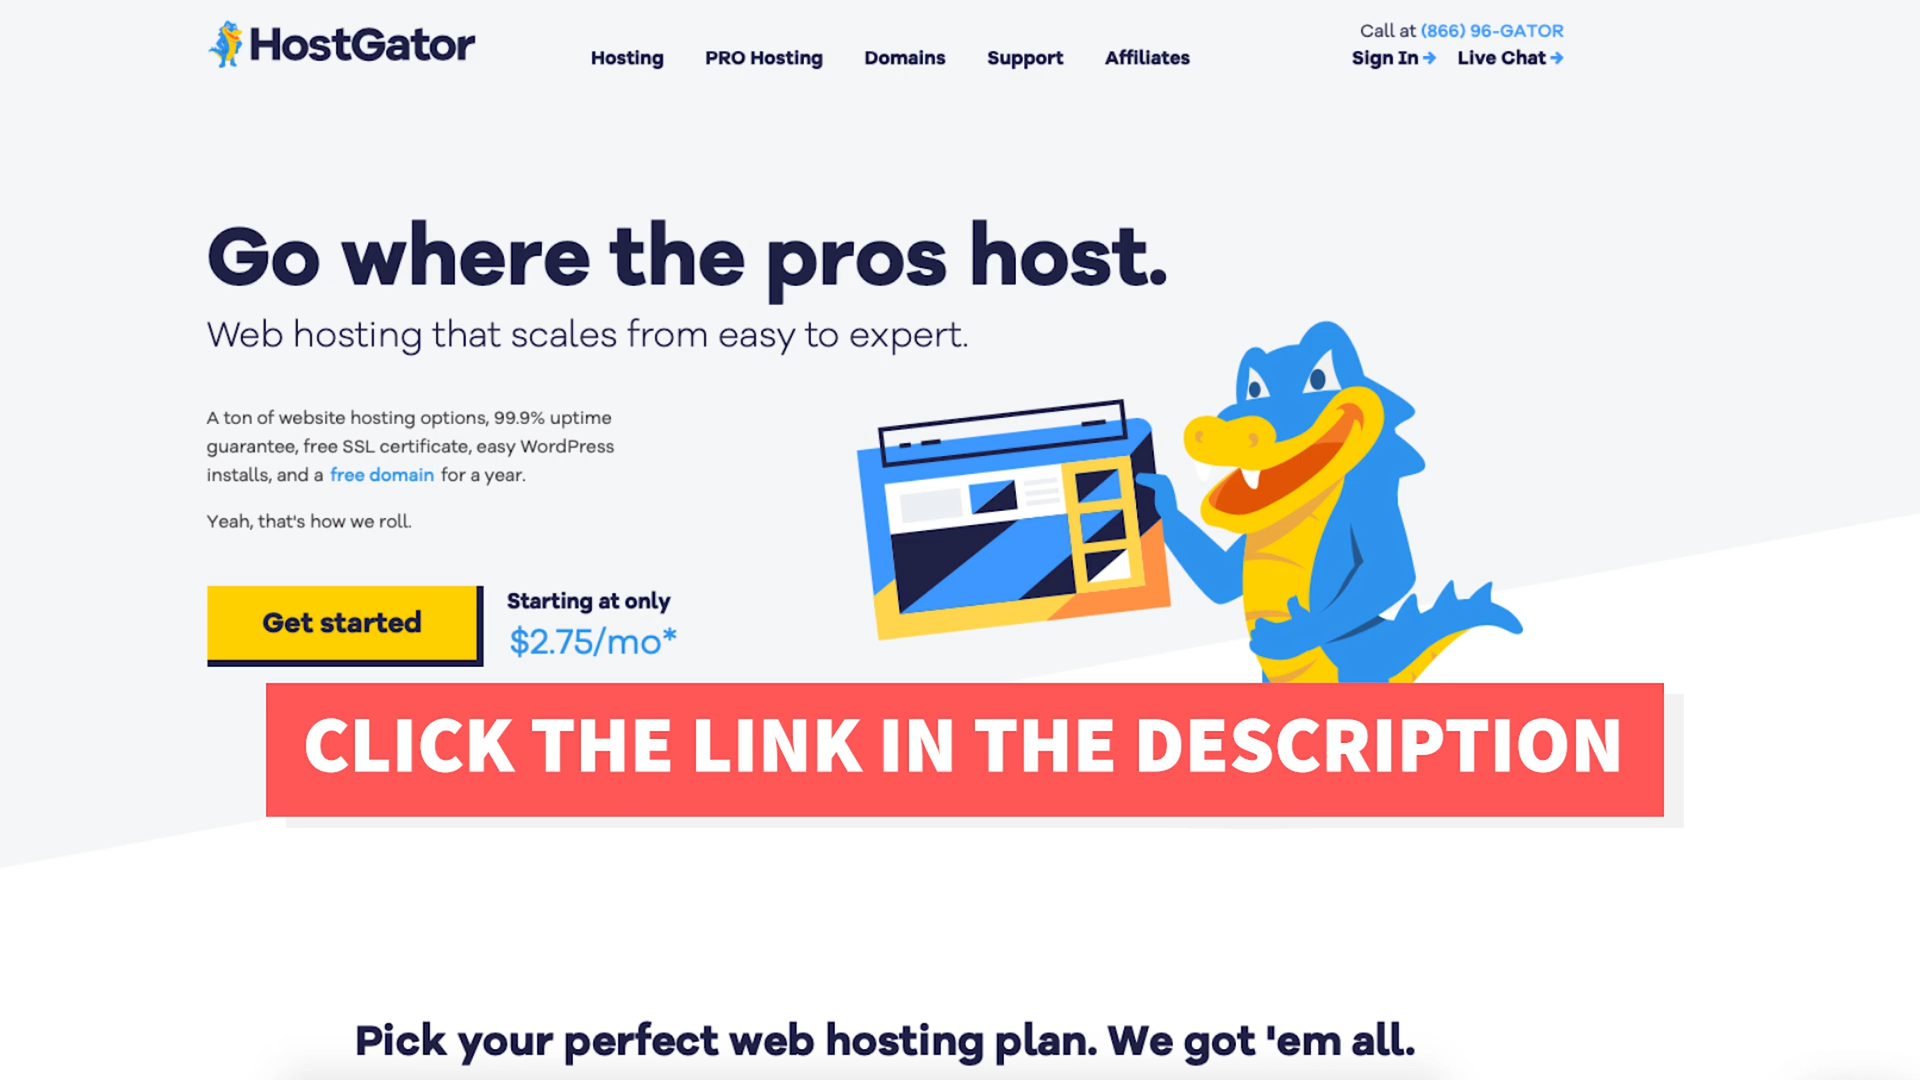 HostGator
Hosting PRO Hosting Domains Support Affiliates
Call at (866) 96-GATOR
Sign In Live Chat
Go where the pros host.
Web hosting that scales from easy to expert.
A ton of website hosting options, 99.9% uptime
guarantee, free SSL certificate, easy WordPress
installs, and a free domain for a year.
Yeah, that's how we roll.
Get started
Starting at only
$2.75/mo*
CLICK THE LINK IN THE DESCRIPTION
Pick your perfect web hosting plan. We got 'em all.